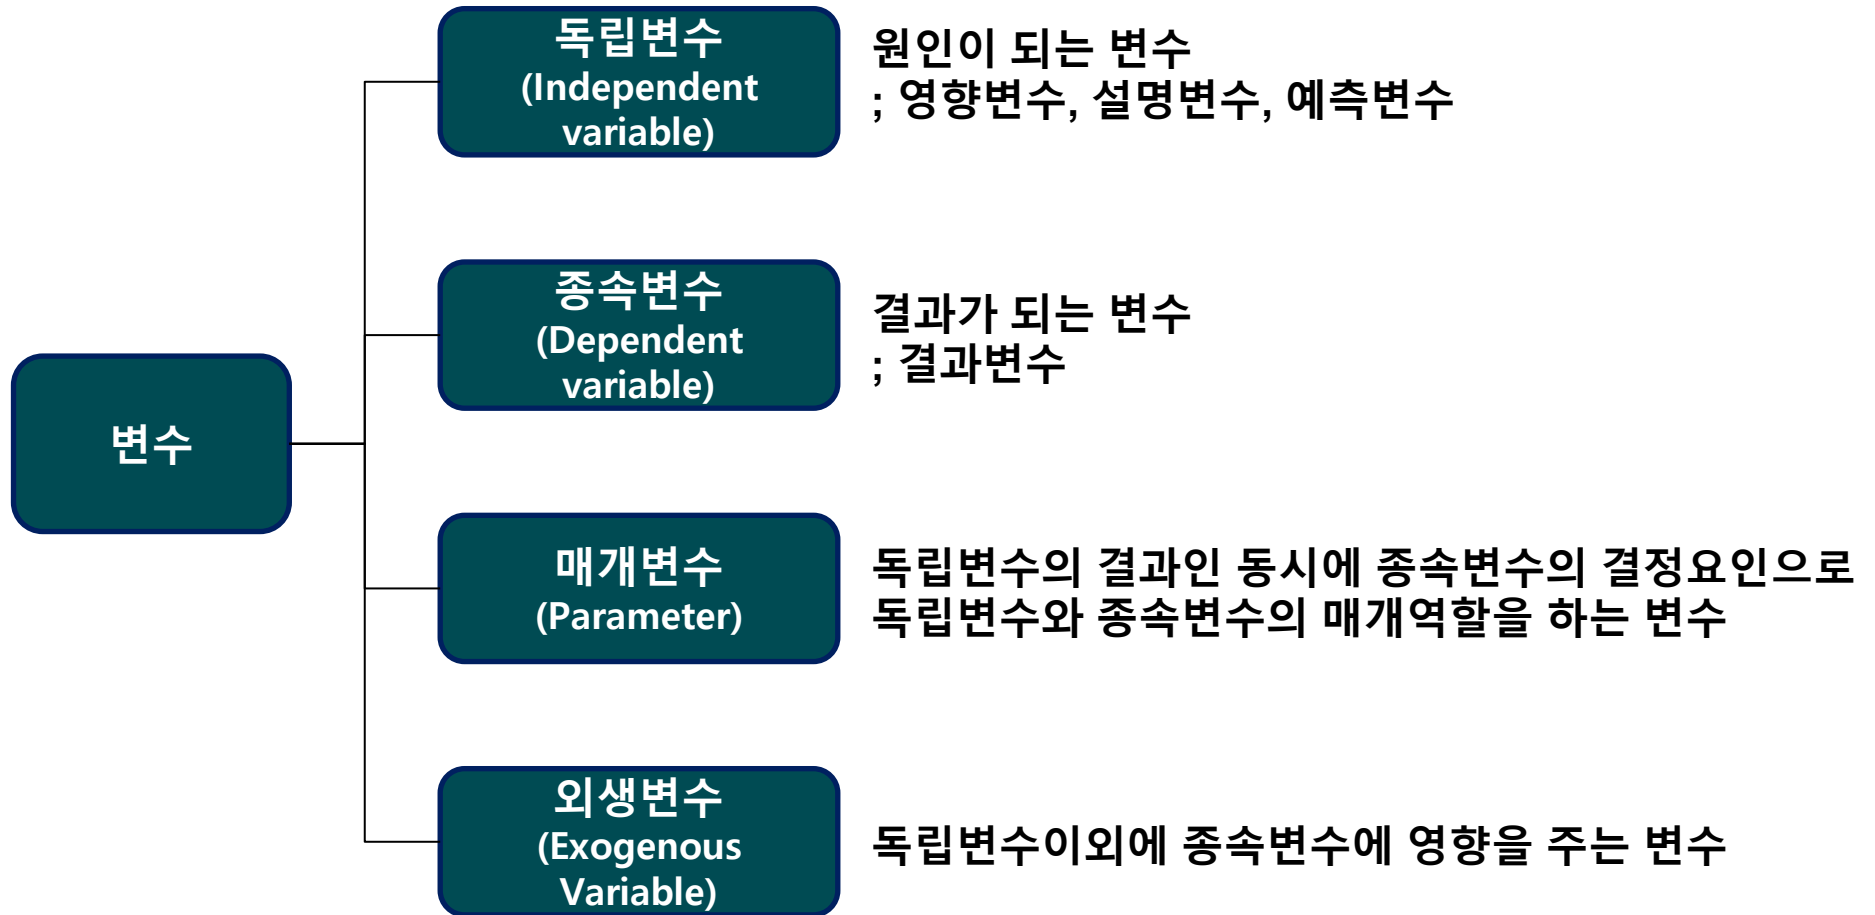 변수
독립변수
(Independent
variable)
원인이 되는 변수
; 영향변수, 설명변수, 예측변수
종속변수
(Dependent
variable)
결과가 되는 변수
; 결과변수
매개변수
(Parameter)
독립변수의 결과인 동시에 종속변수의 결정요인으로
독립변수와 종속변수의 매개역할을 하는 변수
외생변수
(Exogenous
Variable)
독립변수이외에 종속변수에 영향을 주는 변수